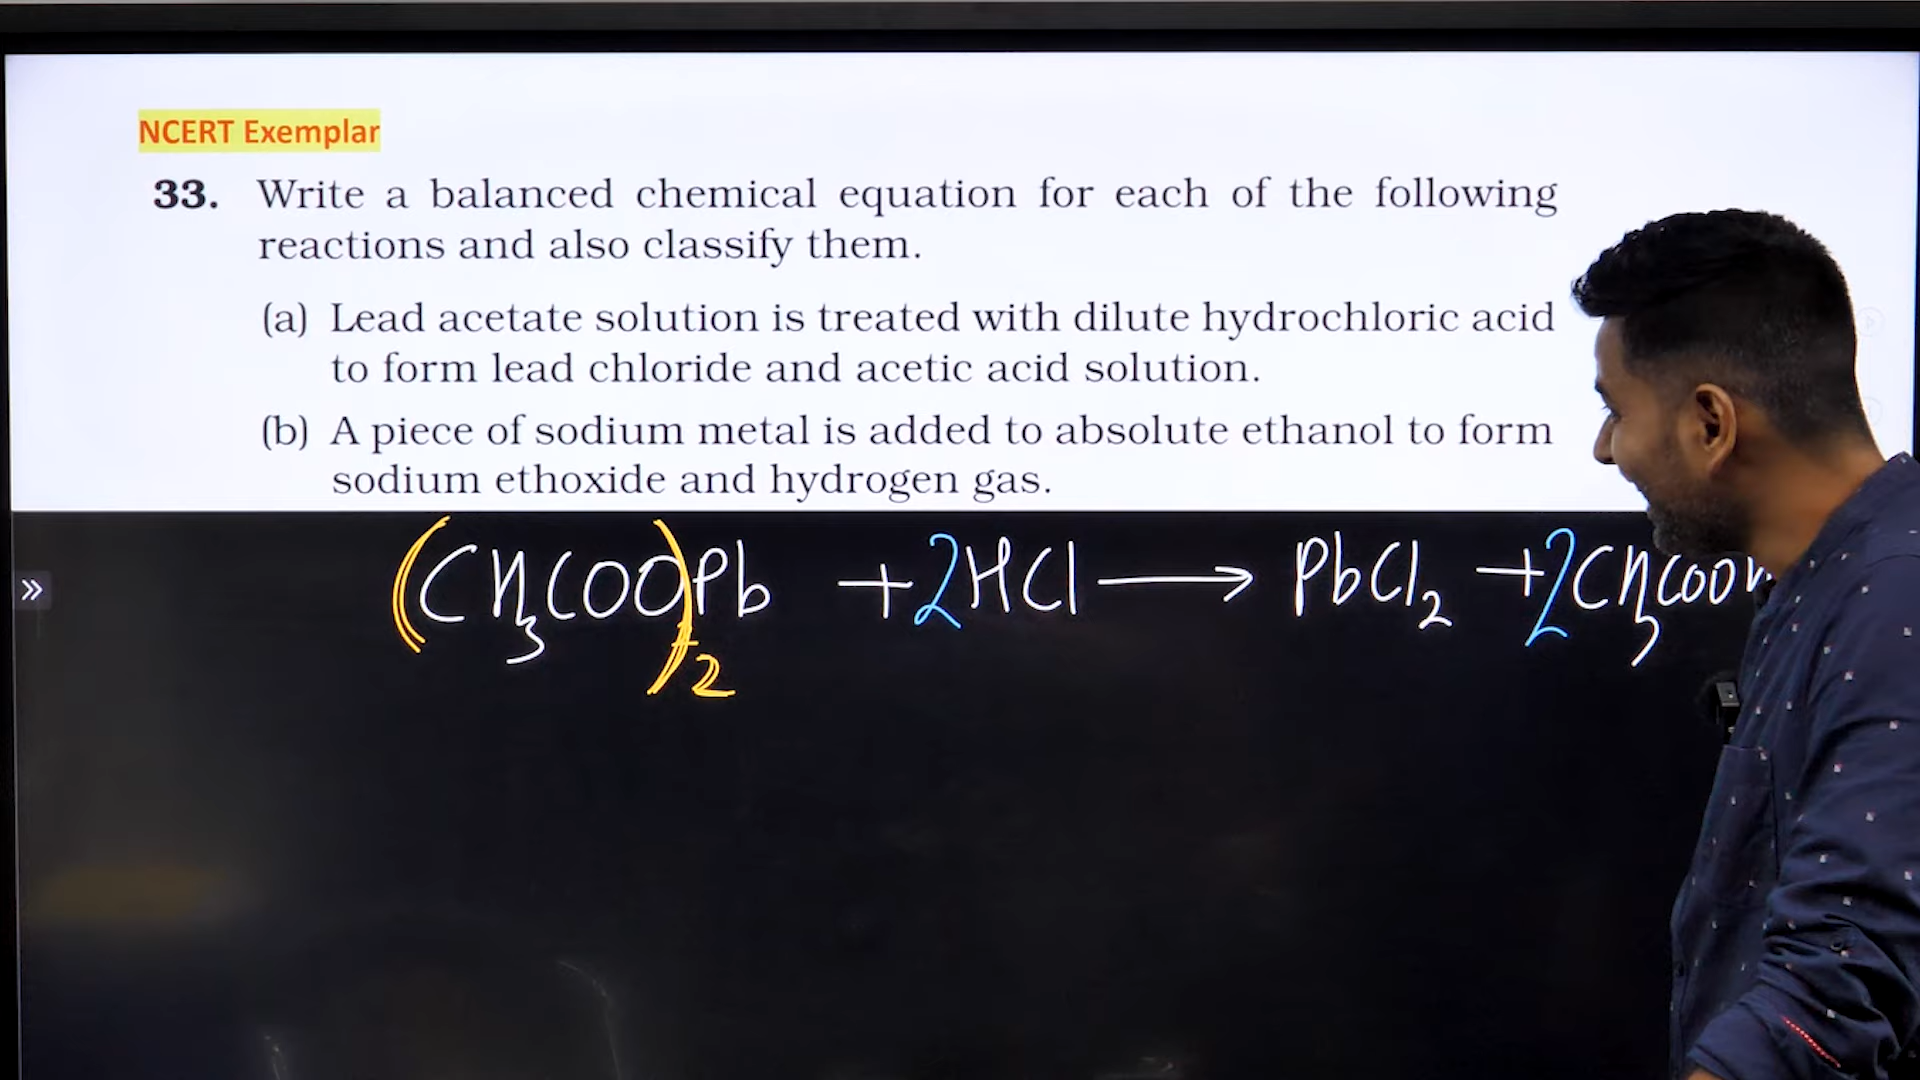 NCERT Exemplar
33. Write a balanced chemical equation for each of the following
reactions and also classify them.
(a) Lead acetate solution is treated with dilute hydrochloric acid
to form lead chloride and acetic acid solution.
(b) A piece of sodium metal is added to absolute ethanol to form
sodium ethoxide and hydrogen gas.
»
(CH₃COO)₂Pb + 2HCl ⟶ PbCl₂ + 2CH₃COO